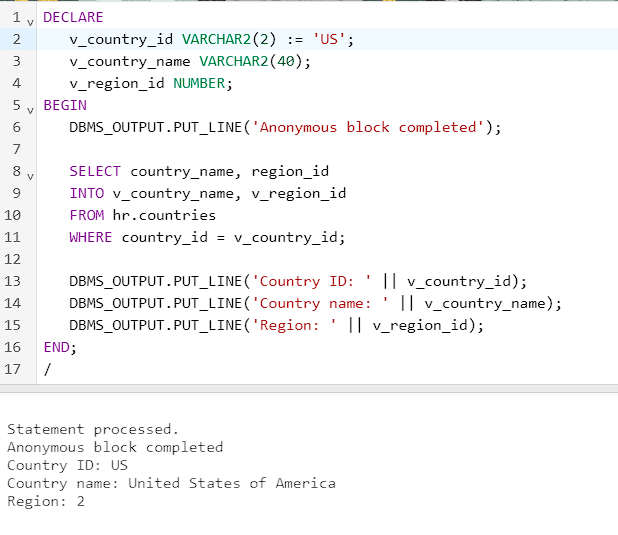 1 DECLARE
2 v_country_id VARCHAR2(2) := 'US';
3 v_country_name VARCHAR2(40);
4 v_region_id NUMBER;
5 BEGIN
6 DBMS_OUTPUT.PUT_LINE('Anonymous block completed');
7
8 SELECT country_name, region_id
9 INTO v_country_name, v_region_id
10 FROM hr.countries
11 WHERE country_id = v_country_id;
12
13 DBMS_OUTPUT.PUT_LINE('Country ID: ' || v_country_id);
14 DBMS_OUTPUT.PUT_LINE('Country name: ' || v_country_name);
15 DBMS_OUTPUT.PUT_LINE('Region: ' || v_region_id);
16 END;
17 /
Statement processed.
Anonymous block completed
Country ID: US
Country name: United States of America
Region: 2